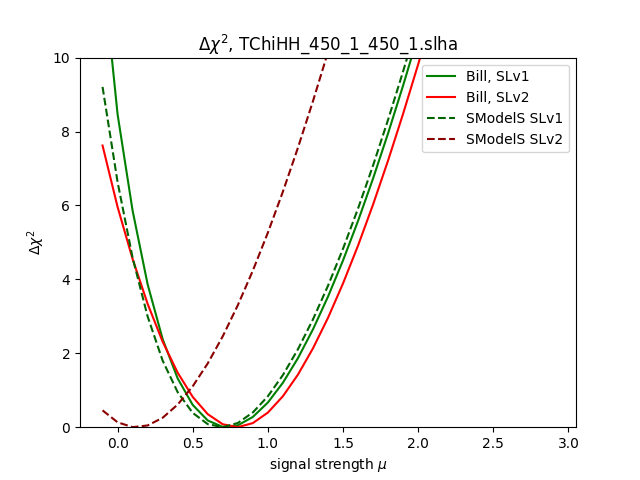 Δχ², TChiHH_450_1_450_1.slha
10
8
6
4
2
0
Δχ²
Bill, SLv1
Bill, SLv2
SModelS SLv1
SModelS SLv2
0.0 0.5 1.0 1.5 2.0 2.5 3.0
signal strength μ